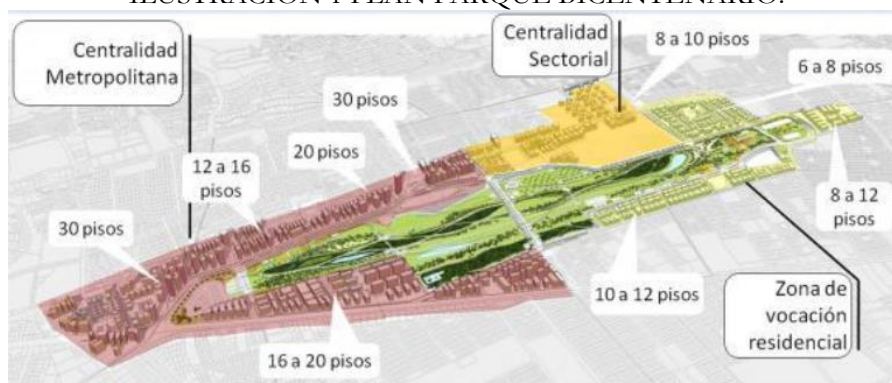 ILUSTRACIÓN 4 PLAN PARQUE BICENTENARIO.
Centralidad
Metropolitana
Centralidad
Sectorial
8 a 10 pisos
6 a 8 pisos
30 pisos
20 pisos
12 a 16
pisos
30 pisos
8 a 12
pisos
10 a 12 pisos
Zona de
vocación
residencial
16 a 20 pisos